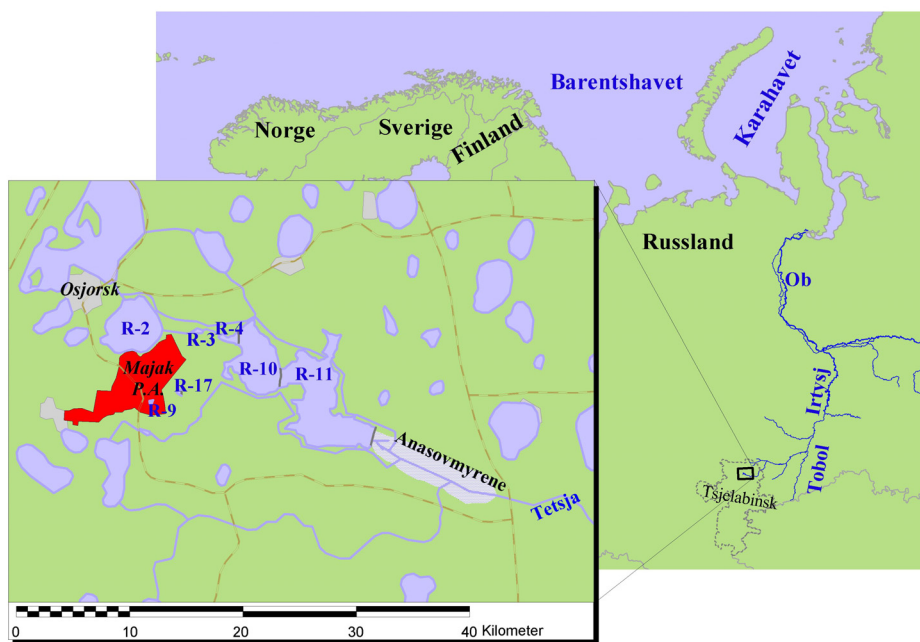 Barentshavet
Karahavet
Norge
Sverige
Finland
Russland
Ob
Irtysj
Tobol
Tsjelabinsk
Osjorsk
R-2
R-3
R-4
Majak
P.A.
R-10
R-11
R-17
R-9
Anasovmyrene
Tetsja
0 10 20 30 40 Kilometer